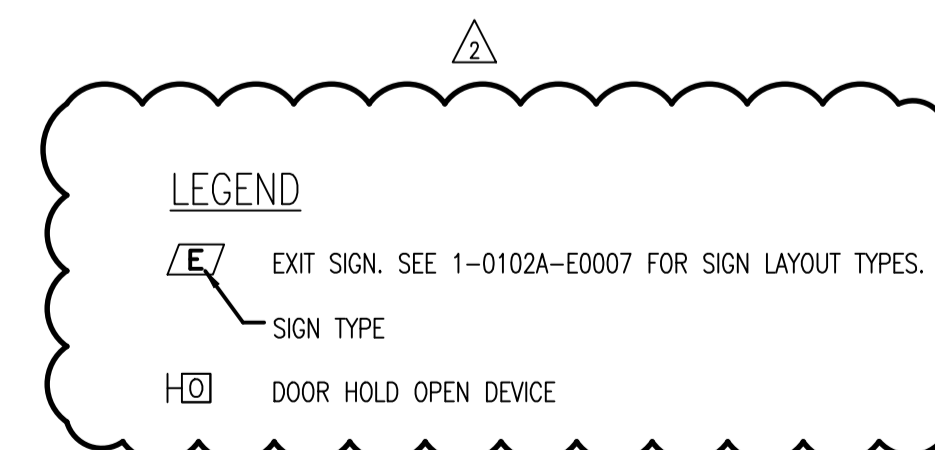 2
LEGEND
E EXIT SIGN. SEE 1-0102A-E0007 FOR SIGN LAYOUT TYPES.
SIGN TYPE
HO DOOR HOLD OPEN DEVICE